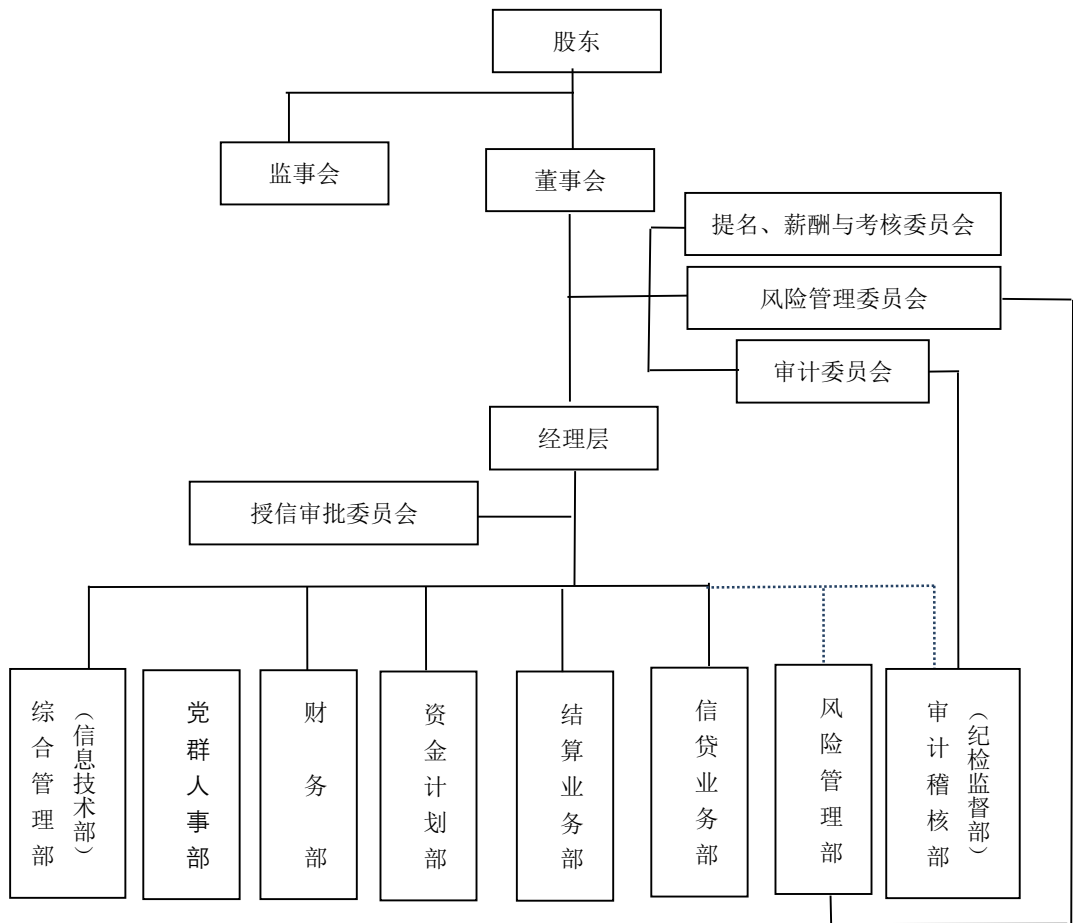 股东
监事会
董事会
提名、薪酬与考核委员会
风险管理委员会
审计委员会
经理层
授信审批委员会
综合管理部
（信息技术部）
党群人事部
财务部
资金计划部
结算业务部
信贷业务部
风险管理部
审计稽核部
（纪检监督部）